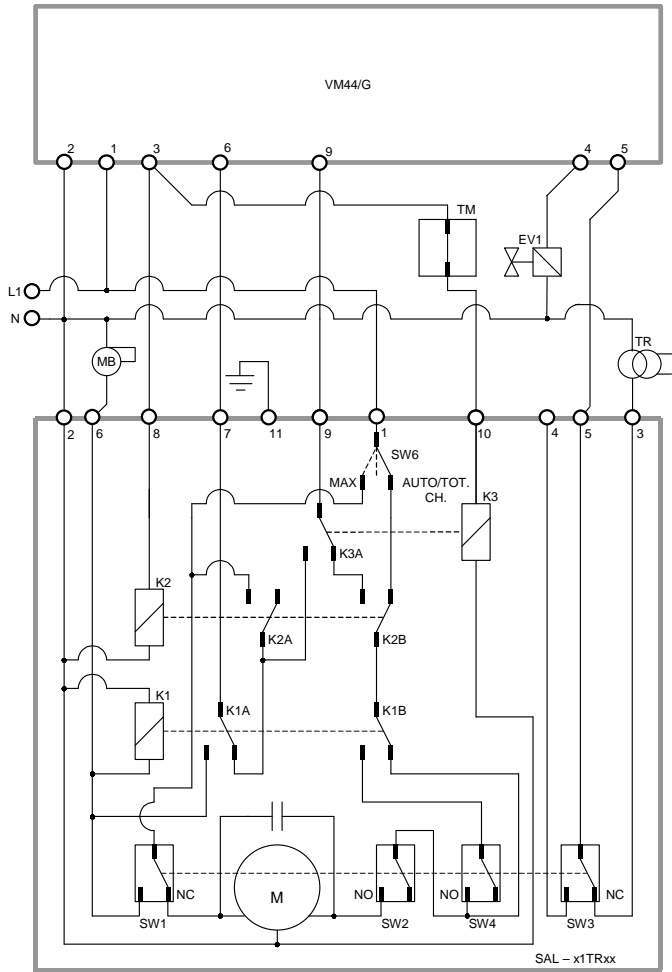 VM44/G
2 1 3 6 9 4 5
TM
EV1
L1
N
TR
MB
2 6 8 7 11 9 1 10 4 5 3
SW6
MAX AUTO/TOT.
CH.
K3
K3A
K2
K2A K2B
K1
K1A K1B
M
NC NO NO NC
SW1 SW2 SW4 SW3
SAL – x1TRxx